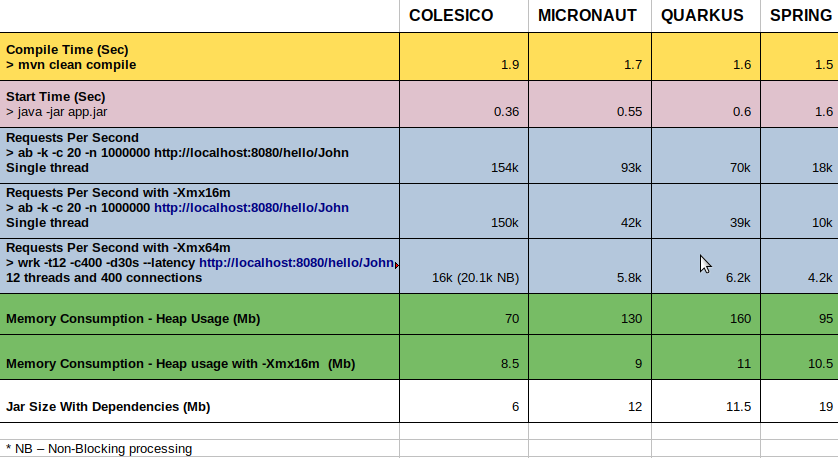 COLESICO MICRONAUT QUARKUS SPRING
Compile Time (Sec)
> mvn clean compile 1.9 1.7 1.6 1.5
Start Time (Sec)
> java -jar app.jar 0.36 0.55 0.6 1.6
Requests Per Second
> ab -k -c 20 -n 1000000 http://localhost:8080/hello/John
Single thread 154k 93k 70k 18k
Requests Per Second with -Xmx16m
> ab -k -c 20 -n 1000000 http://localhost:8080/hello/John
Single thread 150k 42k 39k 10k
Requests Per Second with -Xmx64m
> wrk -t12 -c400 -d30s --latency http://localhost:8080/hello/John
12 threads and 400 connections 16k (20.1k NB) 5.8k 6.2k 4.2k
Memory Consumption - Heap Usage (Mb) 70 130 160 95
Memory Consumption - Heap usage with -Xmx16m (Mb) 8.5 9 11 10.5
Jar Size With Dependencies (Mb) 6 12 11.5 19
* NB – Non-Blocking processing